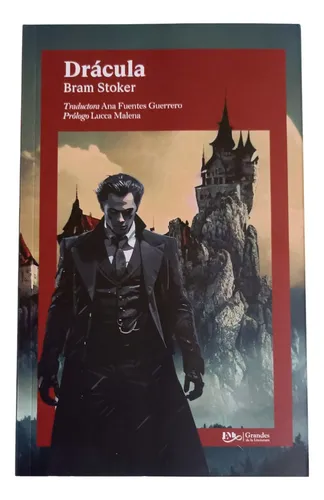 Drácula
Bram Stoker
Traductora Ana Fuentes Guerrero
Prólogo Lucca Malena
Grandes
de la Literatura